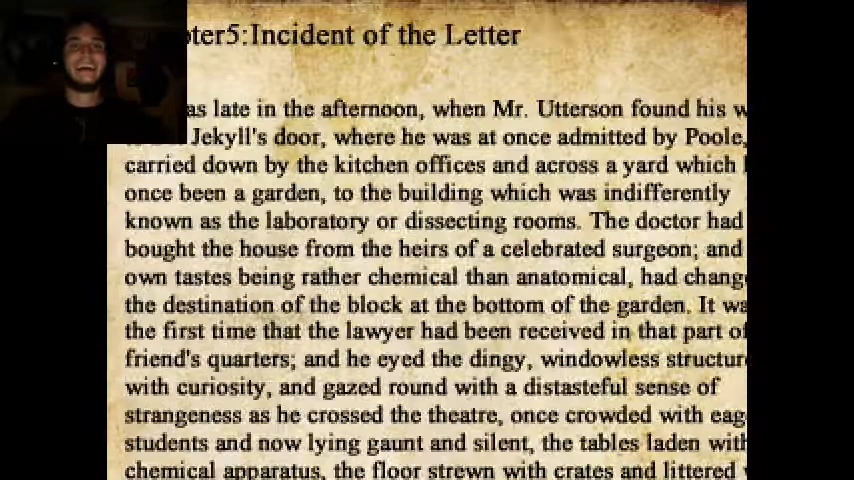 pter5:Incident of the Letter
as late in the afternoon, when Mr. Utterson found his w
Jekyll's door, where he was at once admitted by Poole,
carried down by the kitchen offices and across a yard which
once been a garden, to the building which was indifferently
known as the laboratory or dissecting rooms. The doctor had
bought the house from the heirs of a celebrated surgeon; and
own tastes being rather chemical than anatomical, had chang
the destination of the block at the bottom of the garden. It wa
the first time that the lawyer had been received in that part of
friend's quarters; and he eyed the dingy, windowless structur
with curiosity, and gazed round with a distasteful sense of
strangeness as he crossed the theatre, once crowded with eag
students and now lying gaunt and silent, the tables laden with
chemical apparatus, the floor strewn with crates and littered